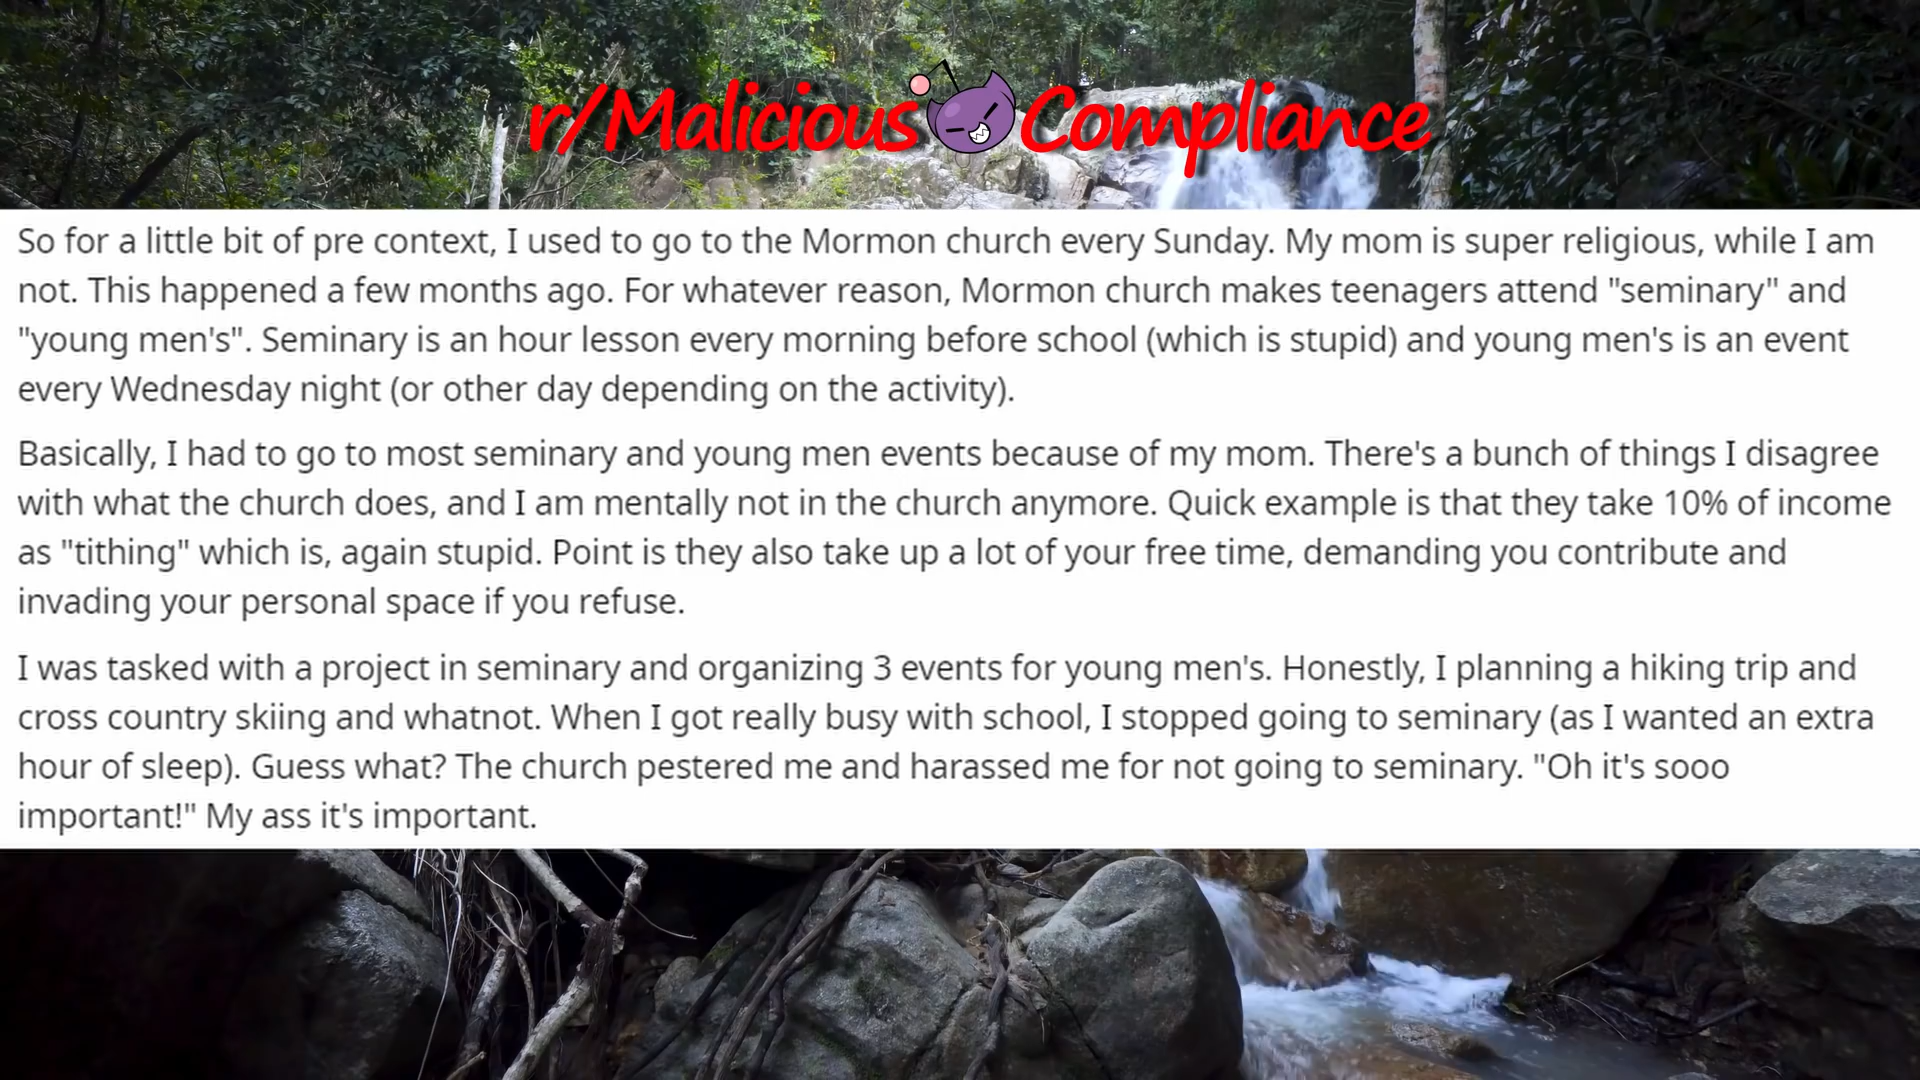 r/Malicious Compliance
So for a little bit of pre context, I used to go to the Mormon church every Sunday. My mom is super religious, while I am
not. This happened a few months ago. For whatever reason, Mormon church makes teenagers attend "seminary" and
"young men's". Seminary is an hour lesson every morning before school (which is stupid) and young men's is an event
every Wednesday night (or other day depending on the activity).
Basically, I had to go to most seminary and young men events because of my mom. There's a bunch of things I disagree
with what the church does, and I am mentally not in the church anymore. Quick example is that they take 10% of income
as "tithing" which is, again stupid. Point is they also take up a lot of your free time, demanding you contribute and
invading your personal space if you refuse.
I was tasked with a project in seminary and organizing 3 events for young men's. Honestly, I planning a hiking trip and
cross country skiing and whatnot. When I got really busy with school, I stopped going to seminary (as I wanted an extra
hour of sleep). Guess what? The church pestered me and harassed me for not going to seminary. "Oh it's sooo
important!" My ass it's important.